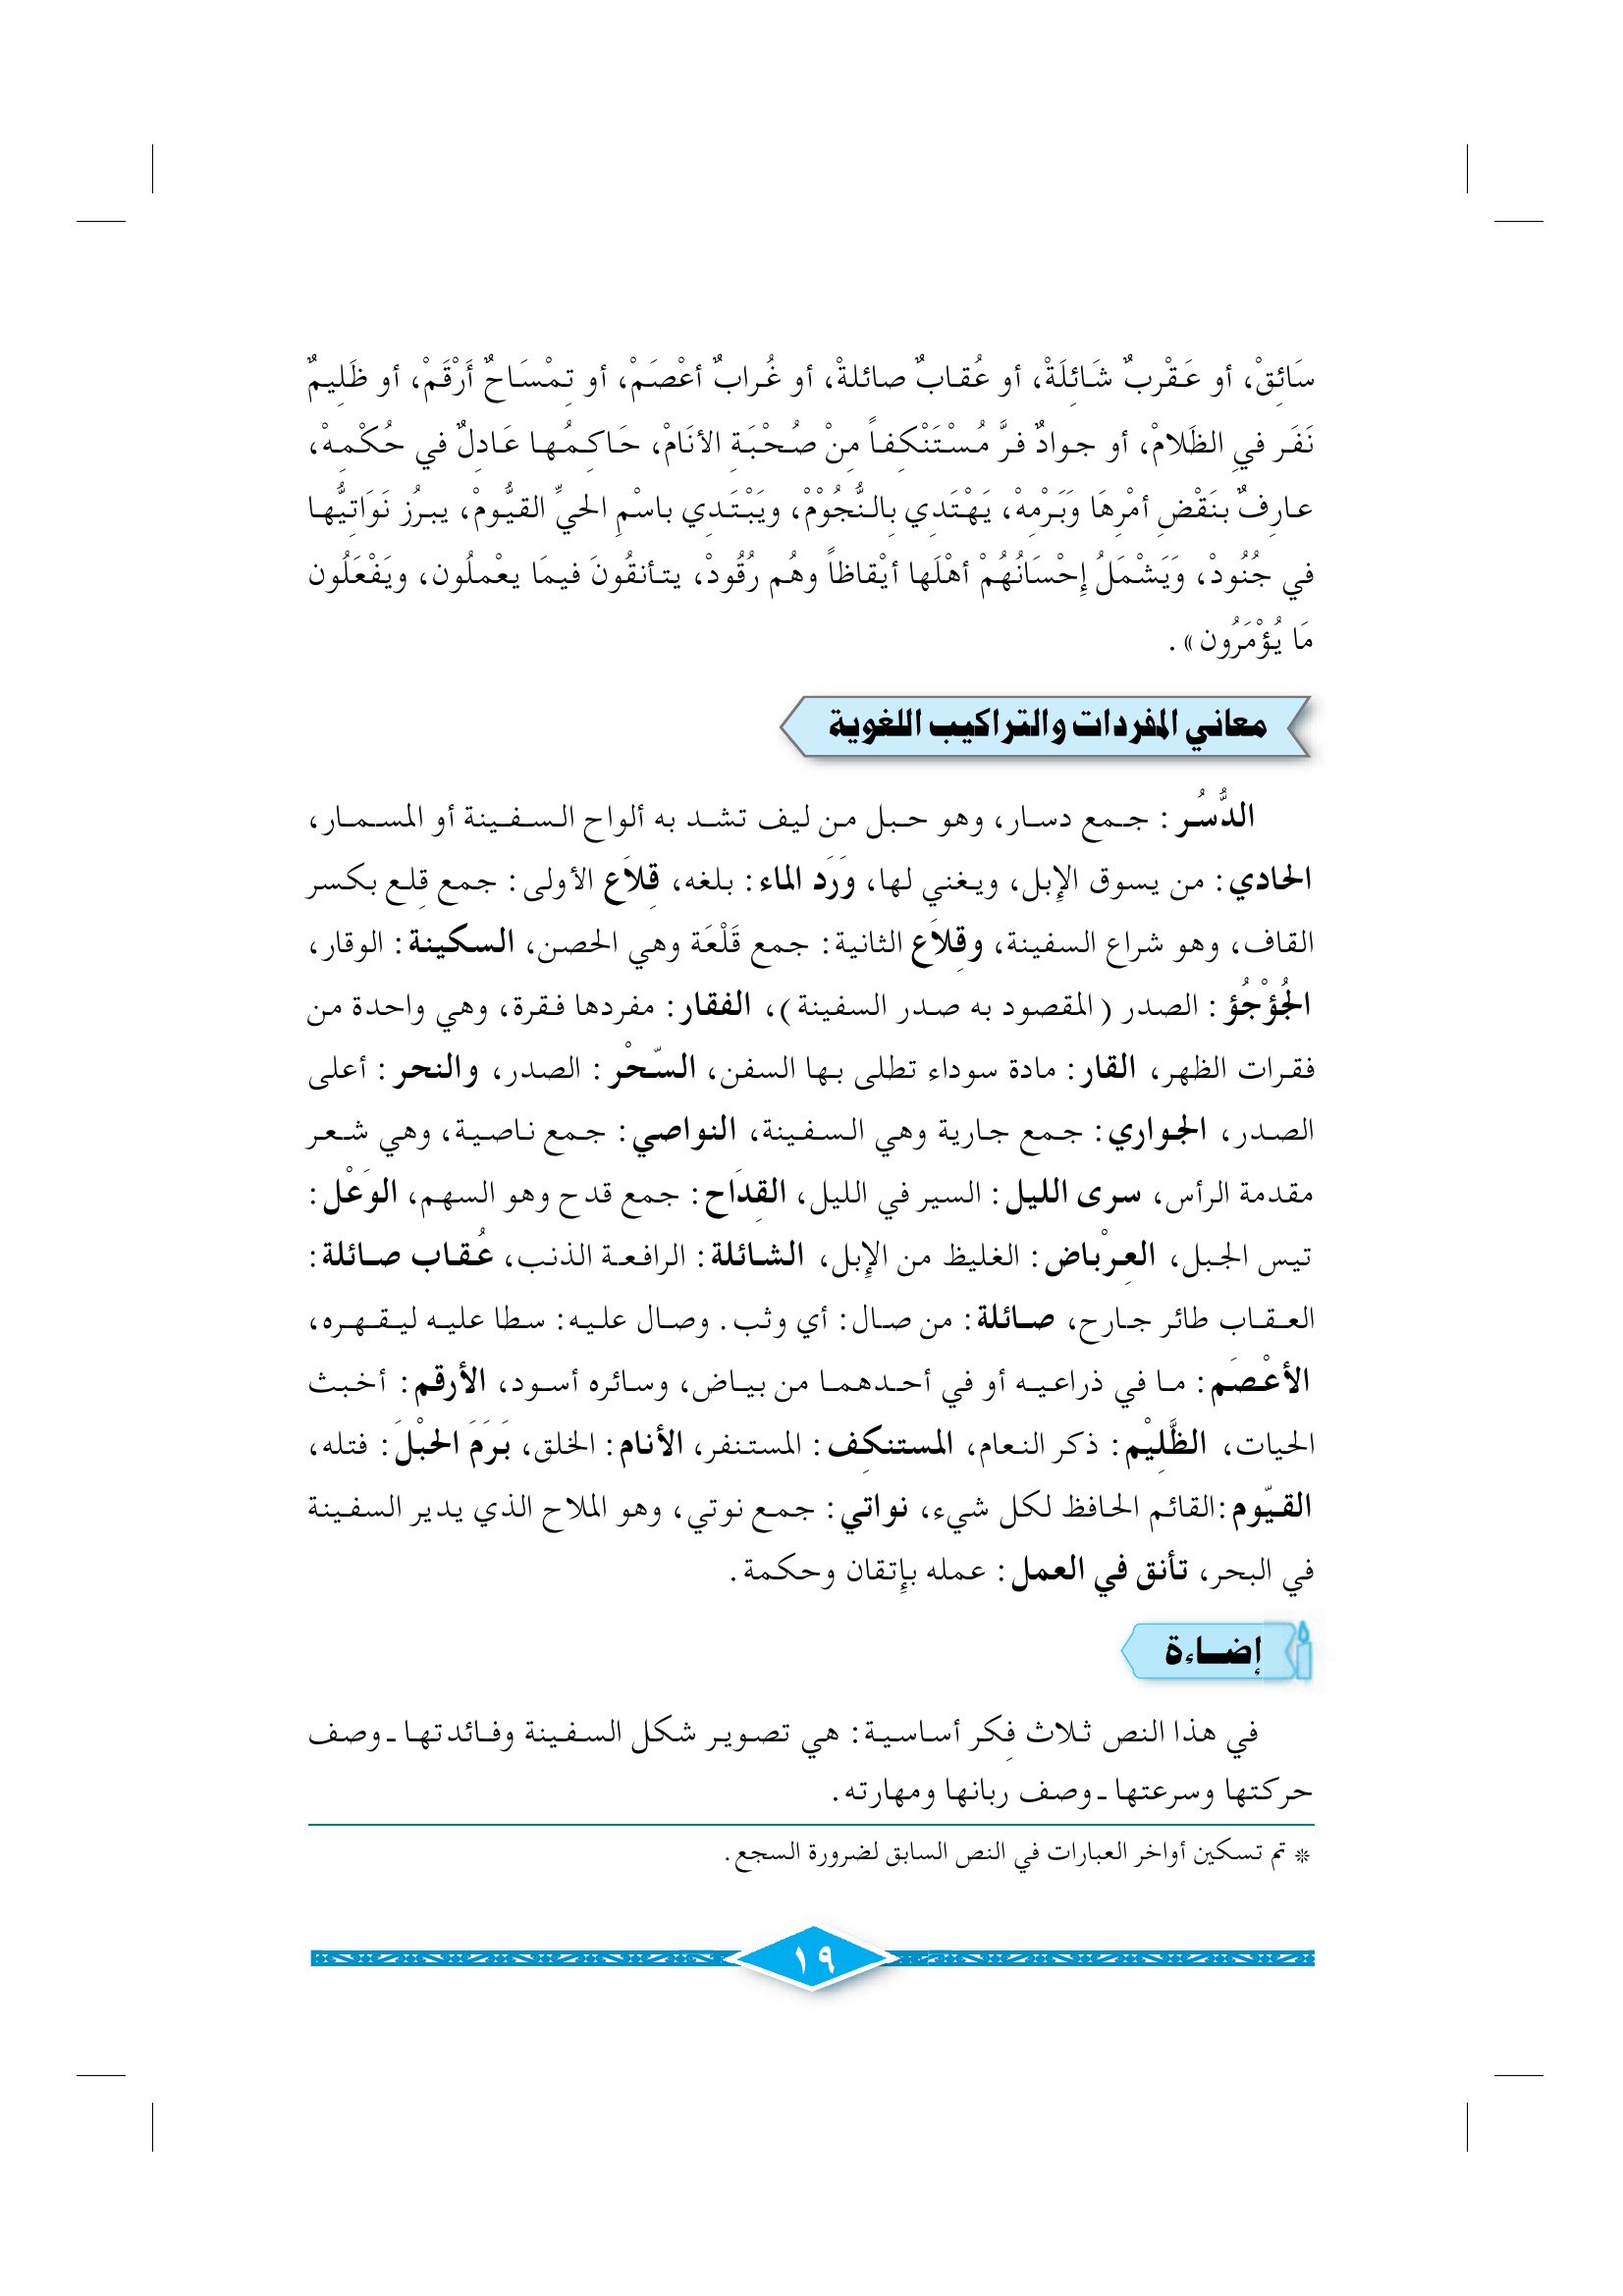 سَائِقْ، أو عَقْربٌ شَائِلَةْ، أو عُقابٌ صائلةْ، أو غُرابٌ أعْصَمْ، أو تِمْسَاحٌ أَرْقَمْ، أو ظَلِيمٌ
نَفَر فيِ الظَلامْ، أو جوادٌ فرَّ مُسْتَنْكِفاً مِنْ صُحْبَةِ الأنَامْ، حَاكِمُها عَادِلٌ في حُكْمِهْ،
عارِفٌ بنَقْضِ أمْرِهَا وَبَرْمِهْ، يَهْتَدِي بِالنُّجُوْمْ، ويَبْتَدِي باسْمِ الحيِّ القيُّومْ، يبرُز نَوَاتِيُّها
في جُنُودْ، وَيَشْمَلُ إِحْسَانُهُمْ أهْلَها أيْقاظاً وهُم رُقُودْ، يتأنقُونَ فيمَا يعْملُون، ويَفْعَلُون
مَا يُؤْمَرُون».
معاني المفردات والتراكيب اللغوية
الدُّسُر: جمع دسار، وهو حبل من ليف تشد به ألواح السفينة أو المسمار،
الحادي: من يسوق الإِبل، ويغني لها، وَرَد الماء: بلغه، قِلاَع الأولى: جمع قِلع بكسر
القاف، وهو شراع السفينة، وقِلاَع الثانية: جمع قَلْعَة وهي الحصن، السكينة: الوقار،
الجُؤْجُؤ: الصدر (المقصود به صدر السفينة)، الفقار: مفردها فقرة، وهي واحدة من
فقرات الظهر، القار: مادة سوداء تطلى بها السفن، السّحْر: الصدر، والنحر: أعلى
الصدر، الجواري: جمع جارية وهي السفينة، النواصي: جمع ناصية، وهي شعر
مقدمة الرأس، سرى الليل: السير في الليل، القِدَاح: جمع قدح وهو السهم، الوَعْل:
تيس الجبل، العِرْباض: الغليظ من الإِبل، الشائلة: الرافعة الذنب، عُقاب صائلة:
العقاب طائر جارح، صائلة: من صال: أي وثب. وصال عليه: سطا عليه ليقهره،
الأعْصَم: ما في ذراعيه أو في أحدهما من بياض، وسائره أسود، الأرقم: أخبث
الحيات، الظَّلِيْم: ذكر النعام، المستنكِف: المستنفر، الأنام: الخلق، بَرَمَ الحبْلَ: فتله،
القيّوم: القائم الحافظ لكل شيء، نواتي: جمع نوتي، وهو الملاح الذي يدير السفينة
في البحر، تأنق في العمل: عمله بإِتقان وحكمة.
إضاءة
في هذا النص ثلاث فِكر أساسية: هي تصوير شكل السفينة وفائدتها ـ وصف
حركتها وسرعتها ـ وصف ربانها ومهارته.
* تم تسكين أواخر العبارات في النص السابق لضرورة السجع.
١٩